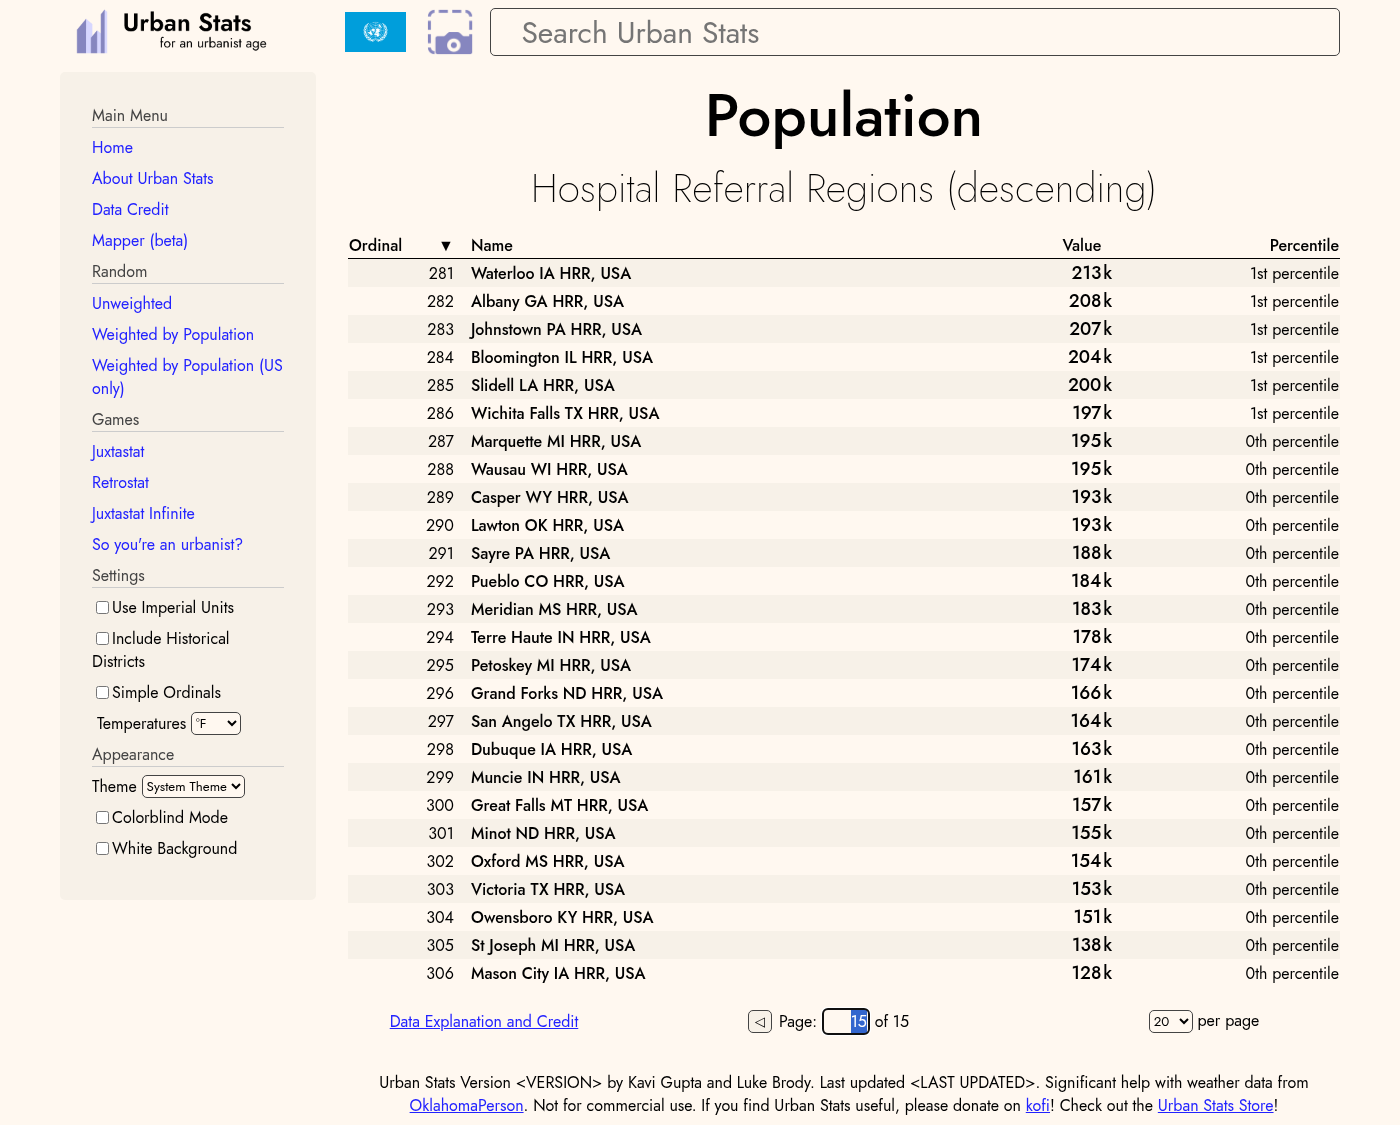 Urban Stats
for an urbanist age
Search Urban Stats
Main Menu
Home
About Urban Stats
Data Credit
Mapper (beta)
Random
Unweighted
Weighted by Population
Weighted by Population (US
only)
Games
Juxtastat
Retrostat
Juxtastat Infinite
So you're an urbanist?
Settings
Use Imperial Units
Include Historical
Districts
Simple Ordinals
Temperatures °F
Appearance
Theme System Theme
Colorblind Mode
White Background
Population
Hospital Referral Regions (descending)
Ordinal ▼ Name Value Percentile
281 Waterloo IA HRR, USA 213k 1st percentile
282 Albany GA HRR, USA 208k 1st percentile
283 Johnstown PA HRR, USA 207k 1st percentile
284 Bloomington IL HRR, USA 204k 1st percentile
285 Slidell LA HRR, USA 200k 1st percentile
286 Wichita Falls TX HRR, USA 197k 1st percentile
287 Marquette MI HRR, USA 195k 0th percentile
288 Wausau WI HRR, USA 195k 0th percentile
289 Casper WY HRR, USA 193k 0th percentile
290 Lawton OK HRR, USA 193k 0th percentile
291 Sayre PA HRR, USA 188k 0th percentile
292 Pueblo CO HRR, USA 184k 0th percentile
293 Meridian MS HRR, USA 183k 0th percentile
294 Terre Haute IN HRR, USA 178k 0th percentile
295 Petoskey MI HRR, USA 174k 0th percentile
296 Grand Forks ND HRR, USA 166k 0th percentile
297 San Angelo TX HRR, USA 164k 0th percentile
298 Dubuque IA HRR, USA 163k 0th percentile
299 Muncie IN HRR, USA 161k 0th percentile
300 Great Falls MT HRR, USA 157k 0th percentile
301 Minot ND HRR, USA 155k 0th percentile
302 Oxford MS HRR, USA 154k 0th percentile
303 Victoria TX HRR, USA 153k 0th percentile
304 Owensboro KY HRR, USA 151k 0th percentile
305 St Joseph MI HRR, USA 138k 0th percentile
306 Mason City IA HRR, USA 128k 0th percentile
Data Explanation and Credit ◁ Page: 15 of 15 20 per page
Urban Stats Version <VERSION> by Kavi Gupta and Luke Brody. Last updated <LAST UPDATED>. Significant help with weather data from
OklahomaPerson. Not for commercial use. If you find Urban Stats useful, please donate on kofi! Check out the Urban Stats Store!